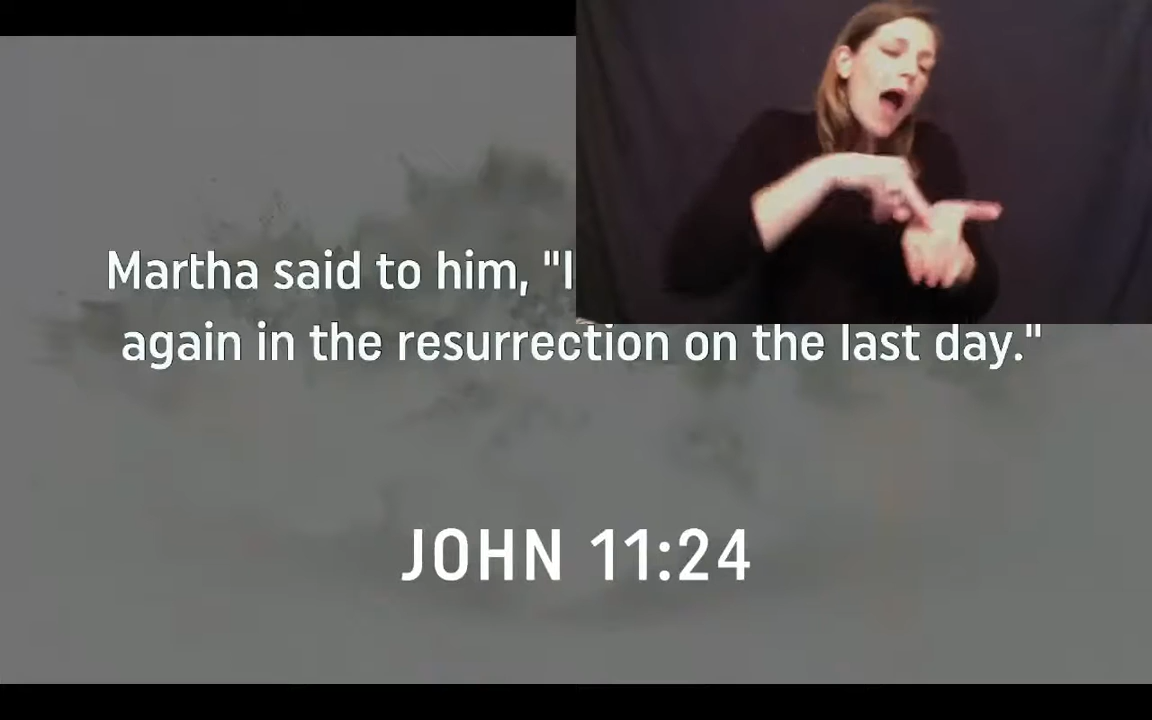 Martha said to him, "I
again in the resurrection on the last day."
JOHN 11:24